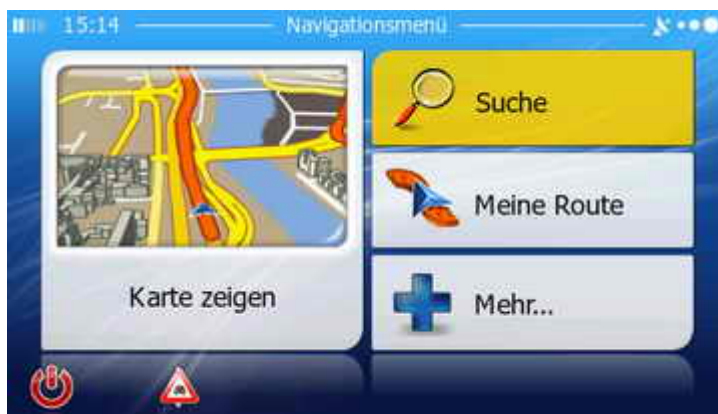 15:14 Navigationsmenü
Suche
Meine Route
Karte zeigen
Mehr...